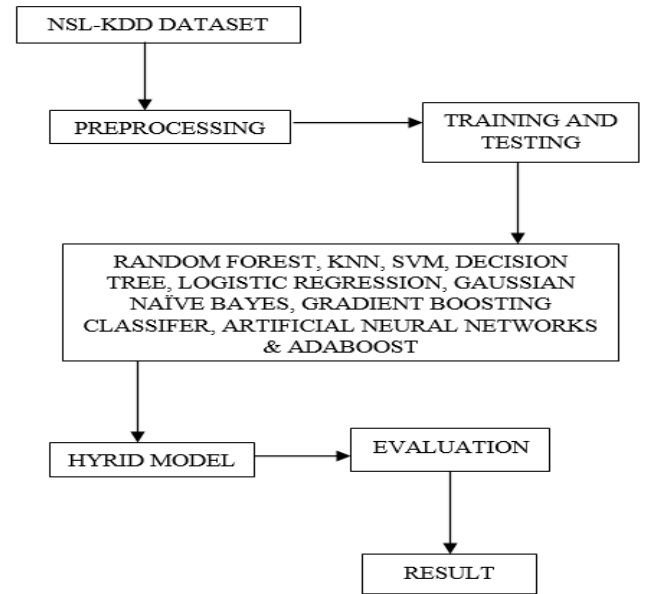 NSL-KDD DATASET
PREPROCESSING
TRAINING AND
TESTING
RANDOM FOREST, KNN, SVM, DECISION
TREE, LOGISTIC REGRESSION, GAUSSIAN
NAÏVE BAYES, GRADIENT BOOSTING
CLASSIFER, ARTIFICIAL NEURAL NETWORKS
& ADABOOST
HYRID MODEL
EVALUATION
RESULT